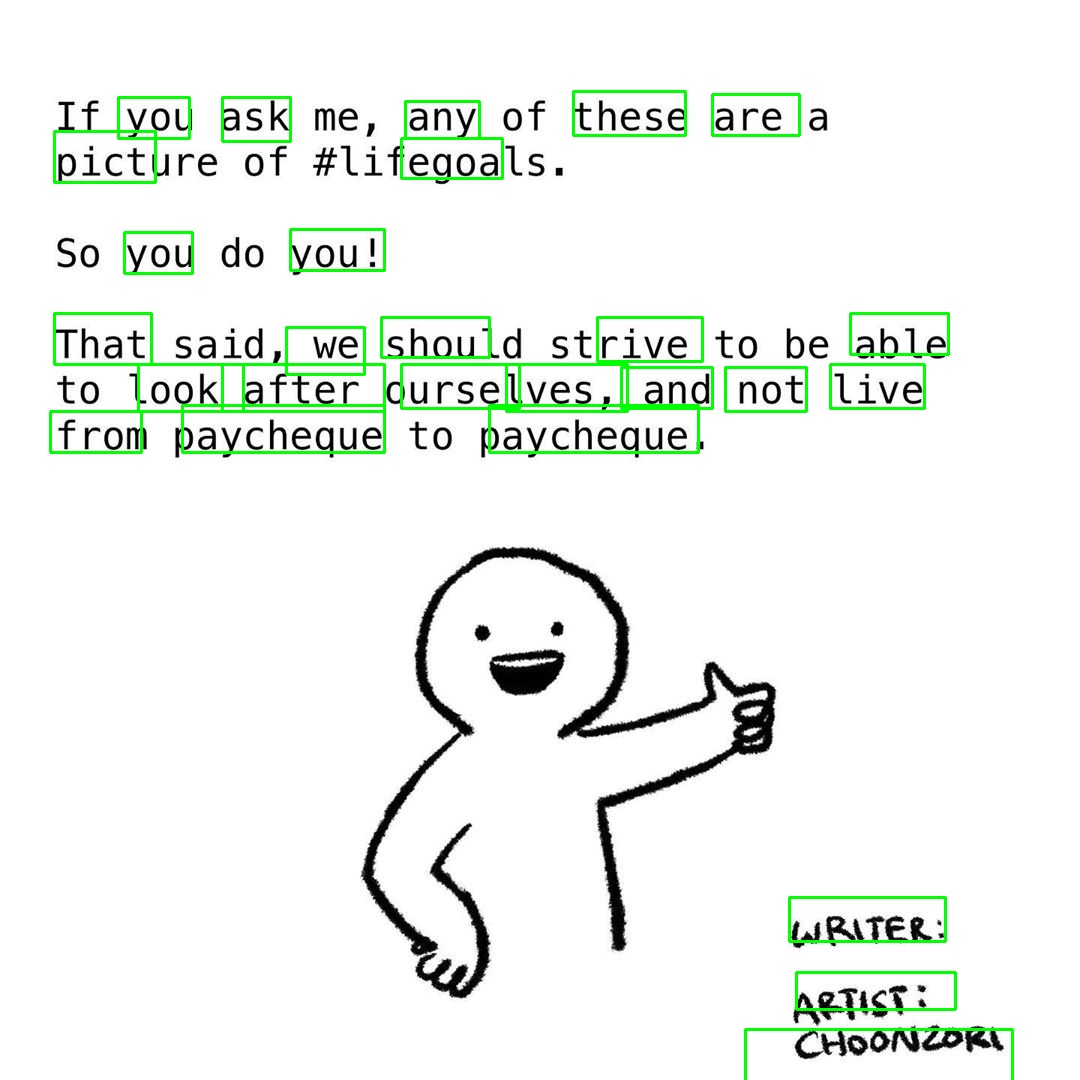 If you ask me, any of these are a
picture of #lifegoals.
So you do you!
That said, we should strive to be able
to look after ourselves, and not live
from paycheque to paycheque.
WRITER:
ARTIST:
CHOONZORI